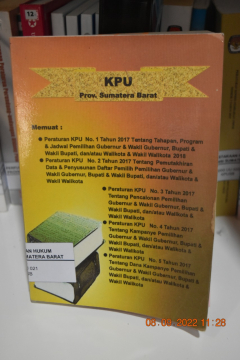 KPU
Prov. Sumatera Barat
Memuat :
Peraturan KPU No. 1 Tahun 2017 Tentang Tahapan, Program
& Jadwal Pemilihan Gubernur & Wakil Gubernur, Bupati &
Wakil Bupati, dan/atau Walikota & Wakil Walikota 2018
Peraturan KPU No. 2 Tahun 2017 Tentang Pemutakhiran
Data & Penyusunan Daftar Pemilih Pemilihan Gubernur
& Wakil Gubernur, Bupati & Wakil Bupati, dan/atau Walikota
& Wakil Walikota
Peraturan KPU No. 3 Tahun 2017
Tentang Pencalonan Pemilihan
Gubernur & Wakil Gubernur, Bupati &
Wakil Bupati, dan/atau Walikota &
Wakil Walikota
Peraturan KPU No. 4 Tahun 2017
Tentang Kampanye Pemilihan
Gubernur & Wakil Gubernur, Bupati &
Wakil Bupati, dan/atau Walikota &
Wakil Walikota
Peraturan KPU No. 5 Tahun 2017
Tentang Dana Kampanye Pemilihan
Gubernur & Wakil Gubernur, Bupati &
Wakil Bupati, dan/atau Walikota &
Wakil Walikota
AN HUKUM
MATERA BARAT